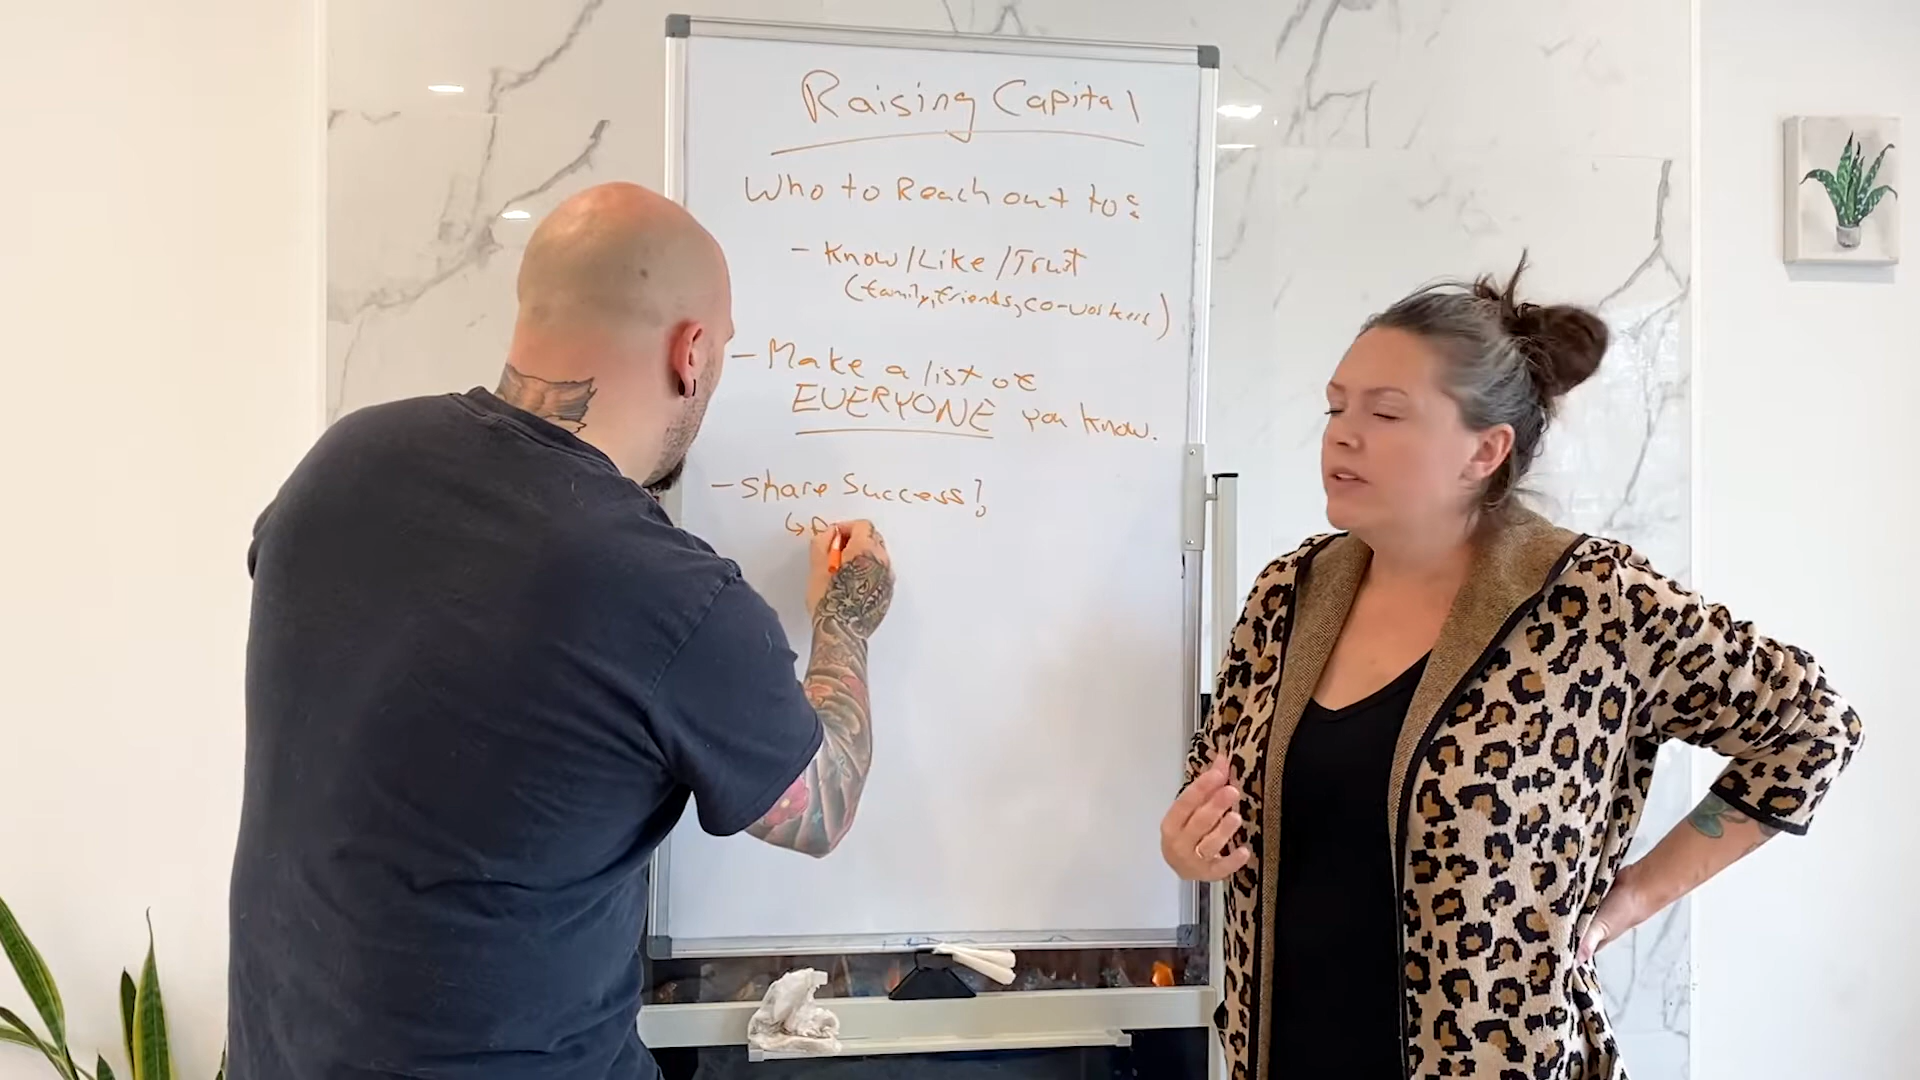 Raising Capital
Who to Reach out to:
- Know/Like/Trust
(family, friends, co-workers)
- Make a list of
EVERYONE you know.
- Share Success!
↳